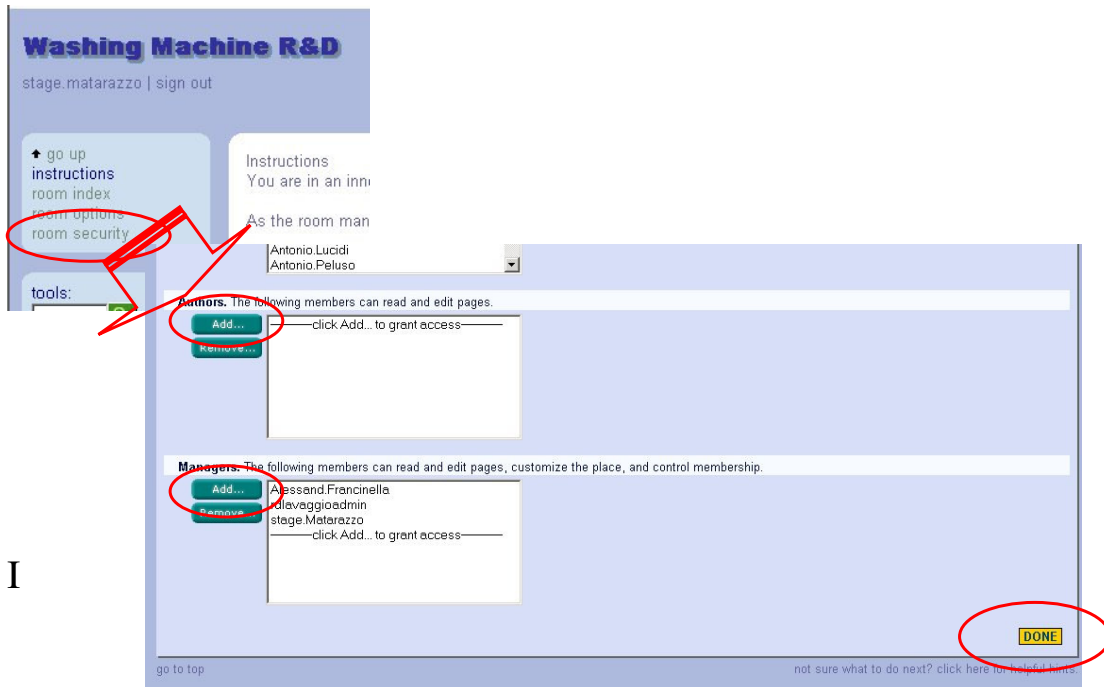 Washing Machine R&D
stage.matarazzo | sign out
go up
instructions
room index
room options
room security
tools:
Instructions
You are in an inn
As the room man
Antonio.Lucidi
Antonio.Peluso
Authors. The following members can read and edit pages.
Add...
Remove...
click Add... to grant access
Managers. The following members can read and edit pages, customize the place, and control membership.
Add...
Remove...
Alessand.Francinella
rdlavaggioadmin
stage.Matarazzo
click Add... to grant access
I
DONE
go to top
not sure what to do next? click here for helpful hints.